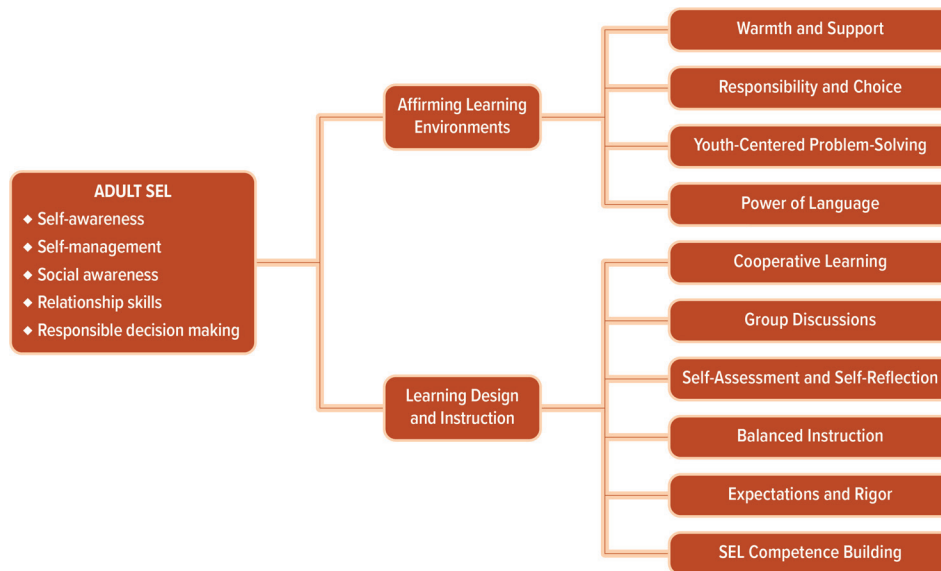 ADULT SEL
◆ Self-awareness
◆ Self-management
◆ Social awareness
◆ Relationship skills
◆ Responsible decision making
Affirming Learning
Environments
Warmth and Support
Responsibility and Choice
Youth-Centered Problem-Solving
Power of Language
Learning Design
and Instruction
Cooperative Learning
Group Discussions
Self-Assessment and Self-Reflection
Balanced Instruction
Expectations and Rigor
SEL Competence Building